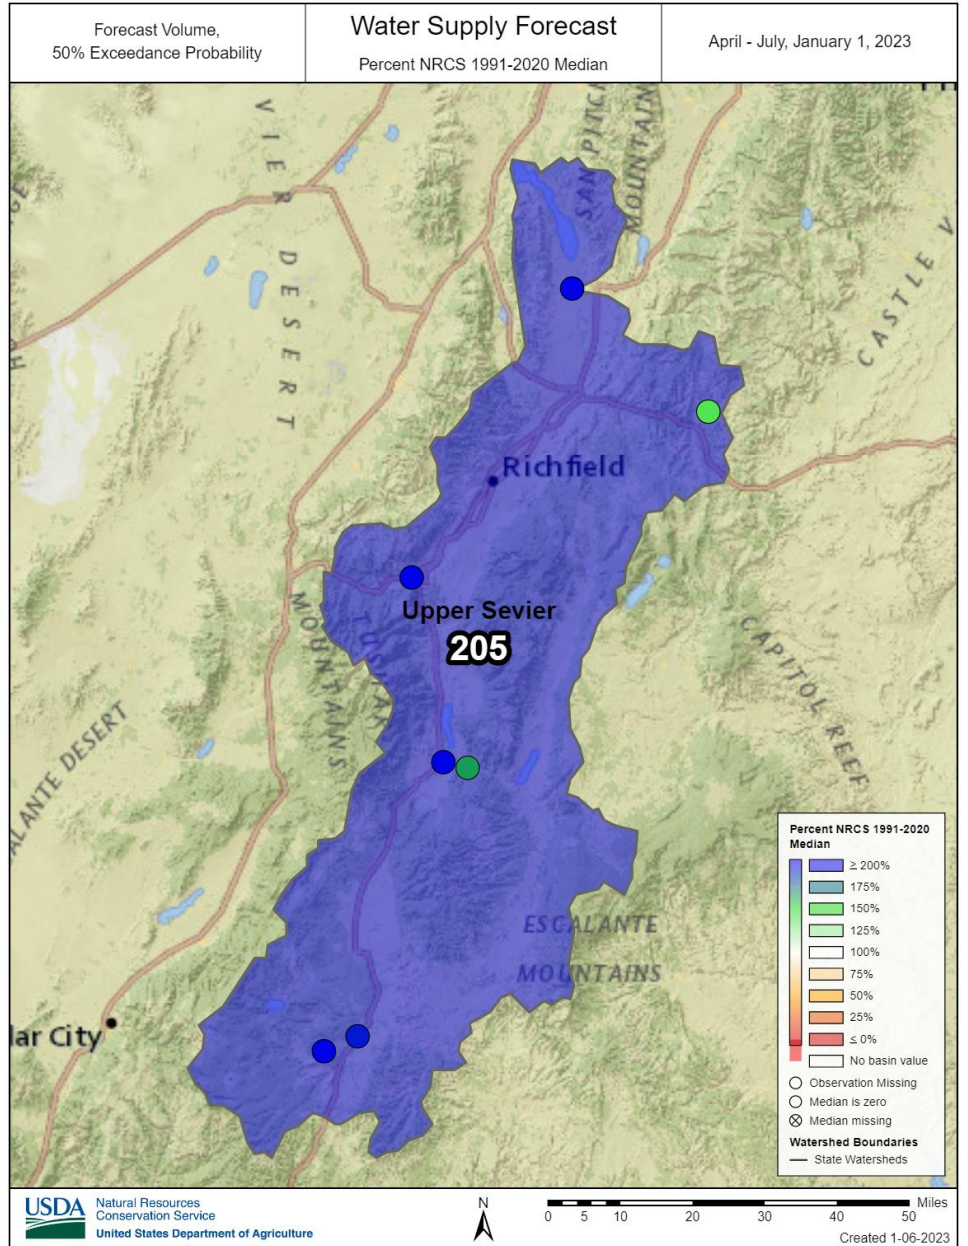 Forecast Volume,
50% Exceedance Probability
Water Supply Forecast
Percent NRCS 1991-2020 Median
April - July, January 1, 2023
VIER DESERT
SAN PITCH
MOUNTAIN
CASTLE V
Richfield
Upper Sevier
205
TUSHAR
MOUNTAINS
CAPITOL REEF
ALANTE DESERT
ESCALANTE
MOUNTAINS
lar City
Percent NRCS 1991-2020
Median
≥ 200%
175%
150%
125%
100%
75%
50%
25%
≤ 0%
No basin value
Observation Missing
Median is zero
Median missing
Watershed Boundaries
State Watersheds
USDA
Natural Resources
Conservation Service
United States Department of Agriculture
N
Miles
0 5 10 20 30 40 50
Created 1-06-2023